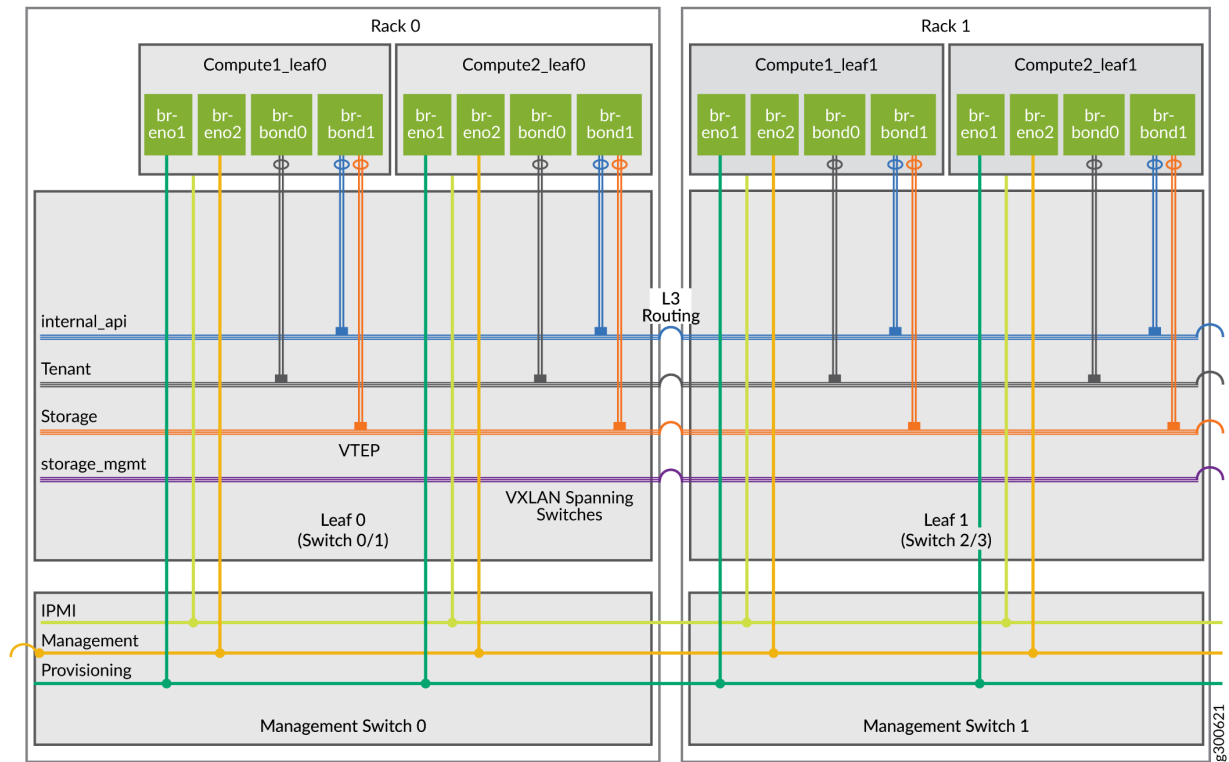 Rack 0
Rack 1
Compute1_leaf0
Compute2_leaf0
Compute1_leaf1
Compute2_leaf1
br-
eno1
br-
eno2
br-
bond0
br-
bond1
br-
eno1
br-
eno2
br-
bond0
br-
bond1
br-
eno1
br-
eno2
br-
bond0
br-
bond1
br-
eno1
br-
eno2
br-
bond0
br-
bond1
L3
Routing
internal_api
Tenant
Storage
VTEP
storage_mgmt
VXLAN Spanning
Switches
Leaf 0
(Switch 0/1)
Leaf 1
(Switch 2/3)
IPMI
Management
Provisioning
Management Switch 0
Management Switch 1
g300621